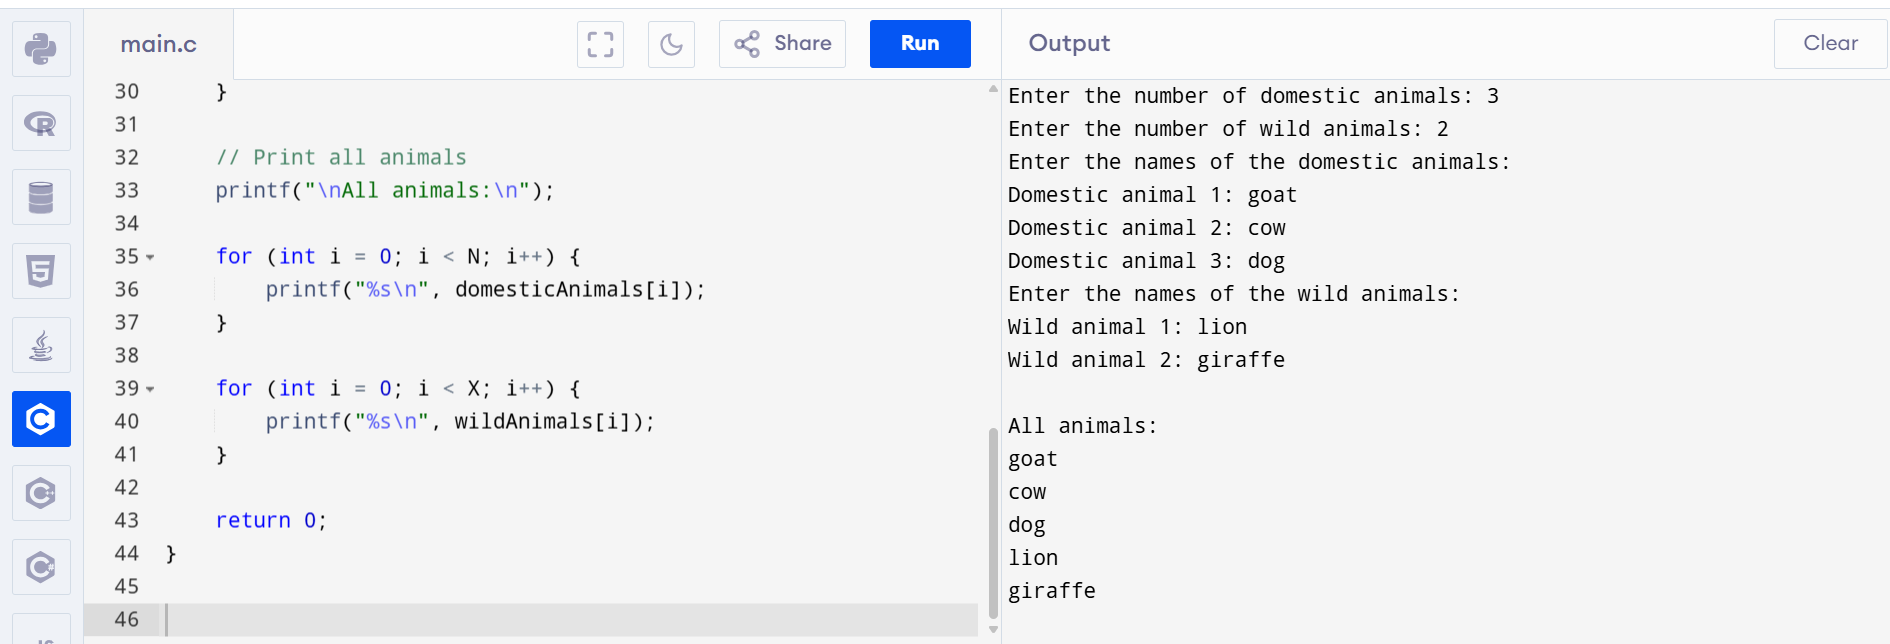 main.c
Share
Run
30 }
31
32 // Print all animals
33 printf("\nAll animals:\n");
34
35 for (int i = 0; i < N; i++) {
36 printf("%s\n", domesticAnimals[i]);
37 }
38
39 for (int i = 0; i < X; i++) {
40 printf("%s\n", wildAnimals[i]);
41 }
42
43 return 0;
44 }
45
46
Output
Clear
Enter the number of domestic animals: 3
Enter the number of wild animals: 2
Enter the names of the domestic animals:
Domestic animal 1: goat
Domestic animal 2: cow
Domestic animal 3: dog
Enter the names of the wild animals:
Wild animal 1: lion
Wild animal 2: giraffe
All animals:
goat
cow
dog
lion
giraffe